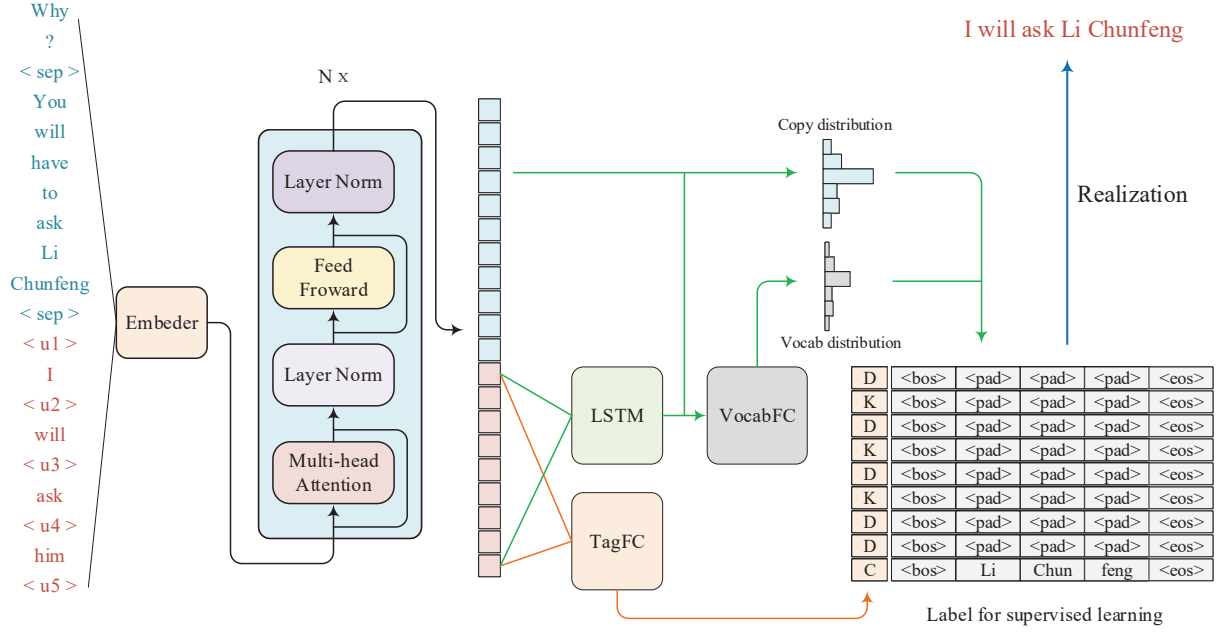 Why
?
< sep >
You
will
have
to
ask
Li
Chunfeng
< sep >
< u1 >
I
< u2 >
will
< u3 >
ask
< u4 >
him
< u5 >
Embeder
N x
Layer Norm
Feed
Froward
Layer Norm
Multi-head
Attention
LSTM
TagFC
VocabFC
Copy distribution
Vocab distribution
I will ask Li Chunfeng
Realization
D <bos> <pad> <pad> <pad> <eos>
K <bos> <pad> <pad> <pad> <eos>
D <bos> <pad> <pad> <pad> <eos>
K <bos> <pad> <pad> <pad> <eos>
D <bos> <pad> <pad> <pad> <eos>
K <bos> <pad> <pad> <pad> <eos>
D <bos> <pad> <pad> <pad> <eos>
D <bos> <pad> <pad> <pad> <eos>
C <bos> Li Chun feng <eos>
Label for supervised learning